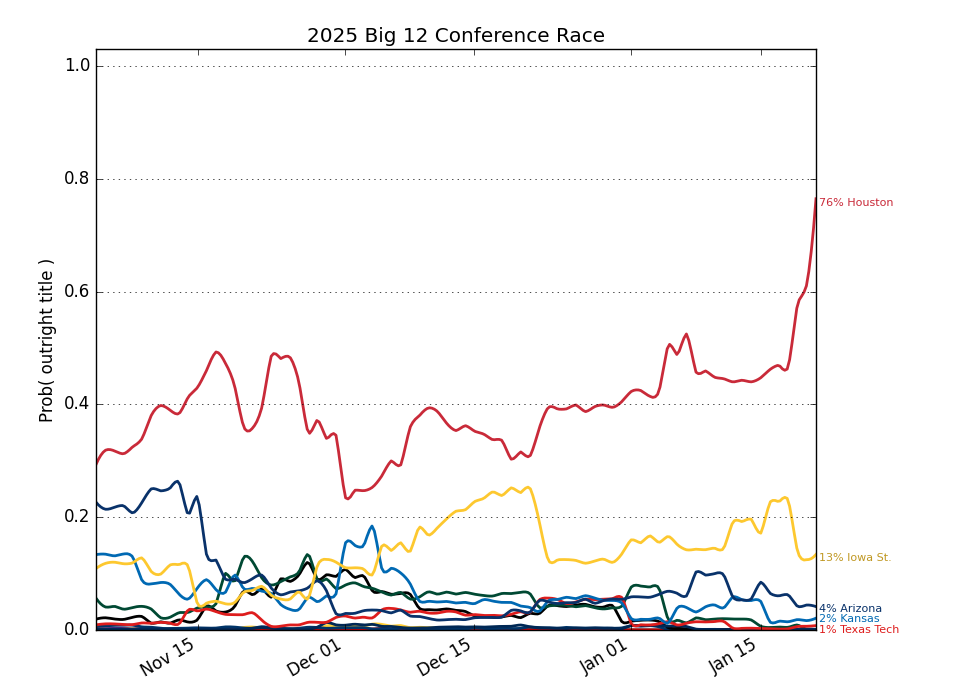 2025 Big 12 Conference Race
Prob( outright title )
1.0
0.8
0.6
0.4
0.2
0.0
76% Houston
13% Iowa St.
4% Arizona
2% Kansas
1% Texas Tech
Nov 15
Dec 01
Dec 15
Jan 01
Jan 15